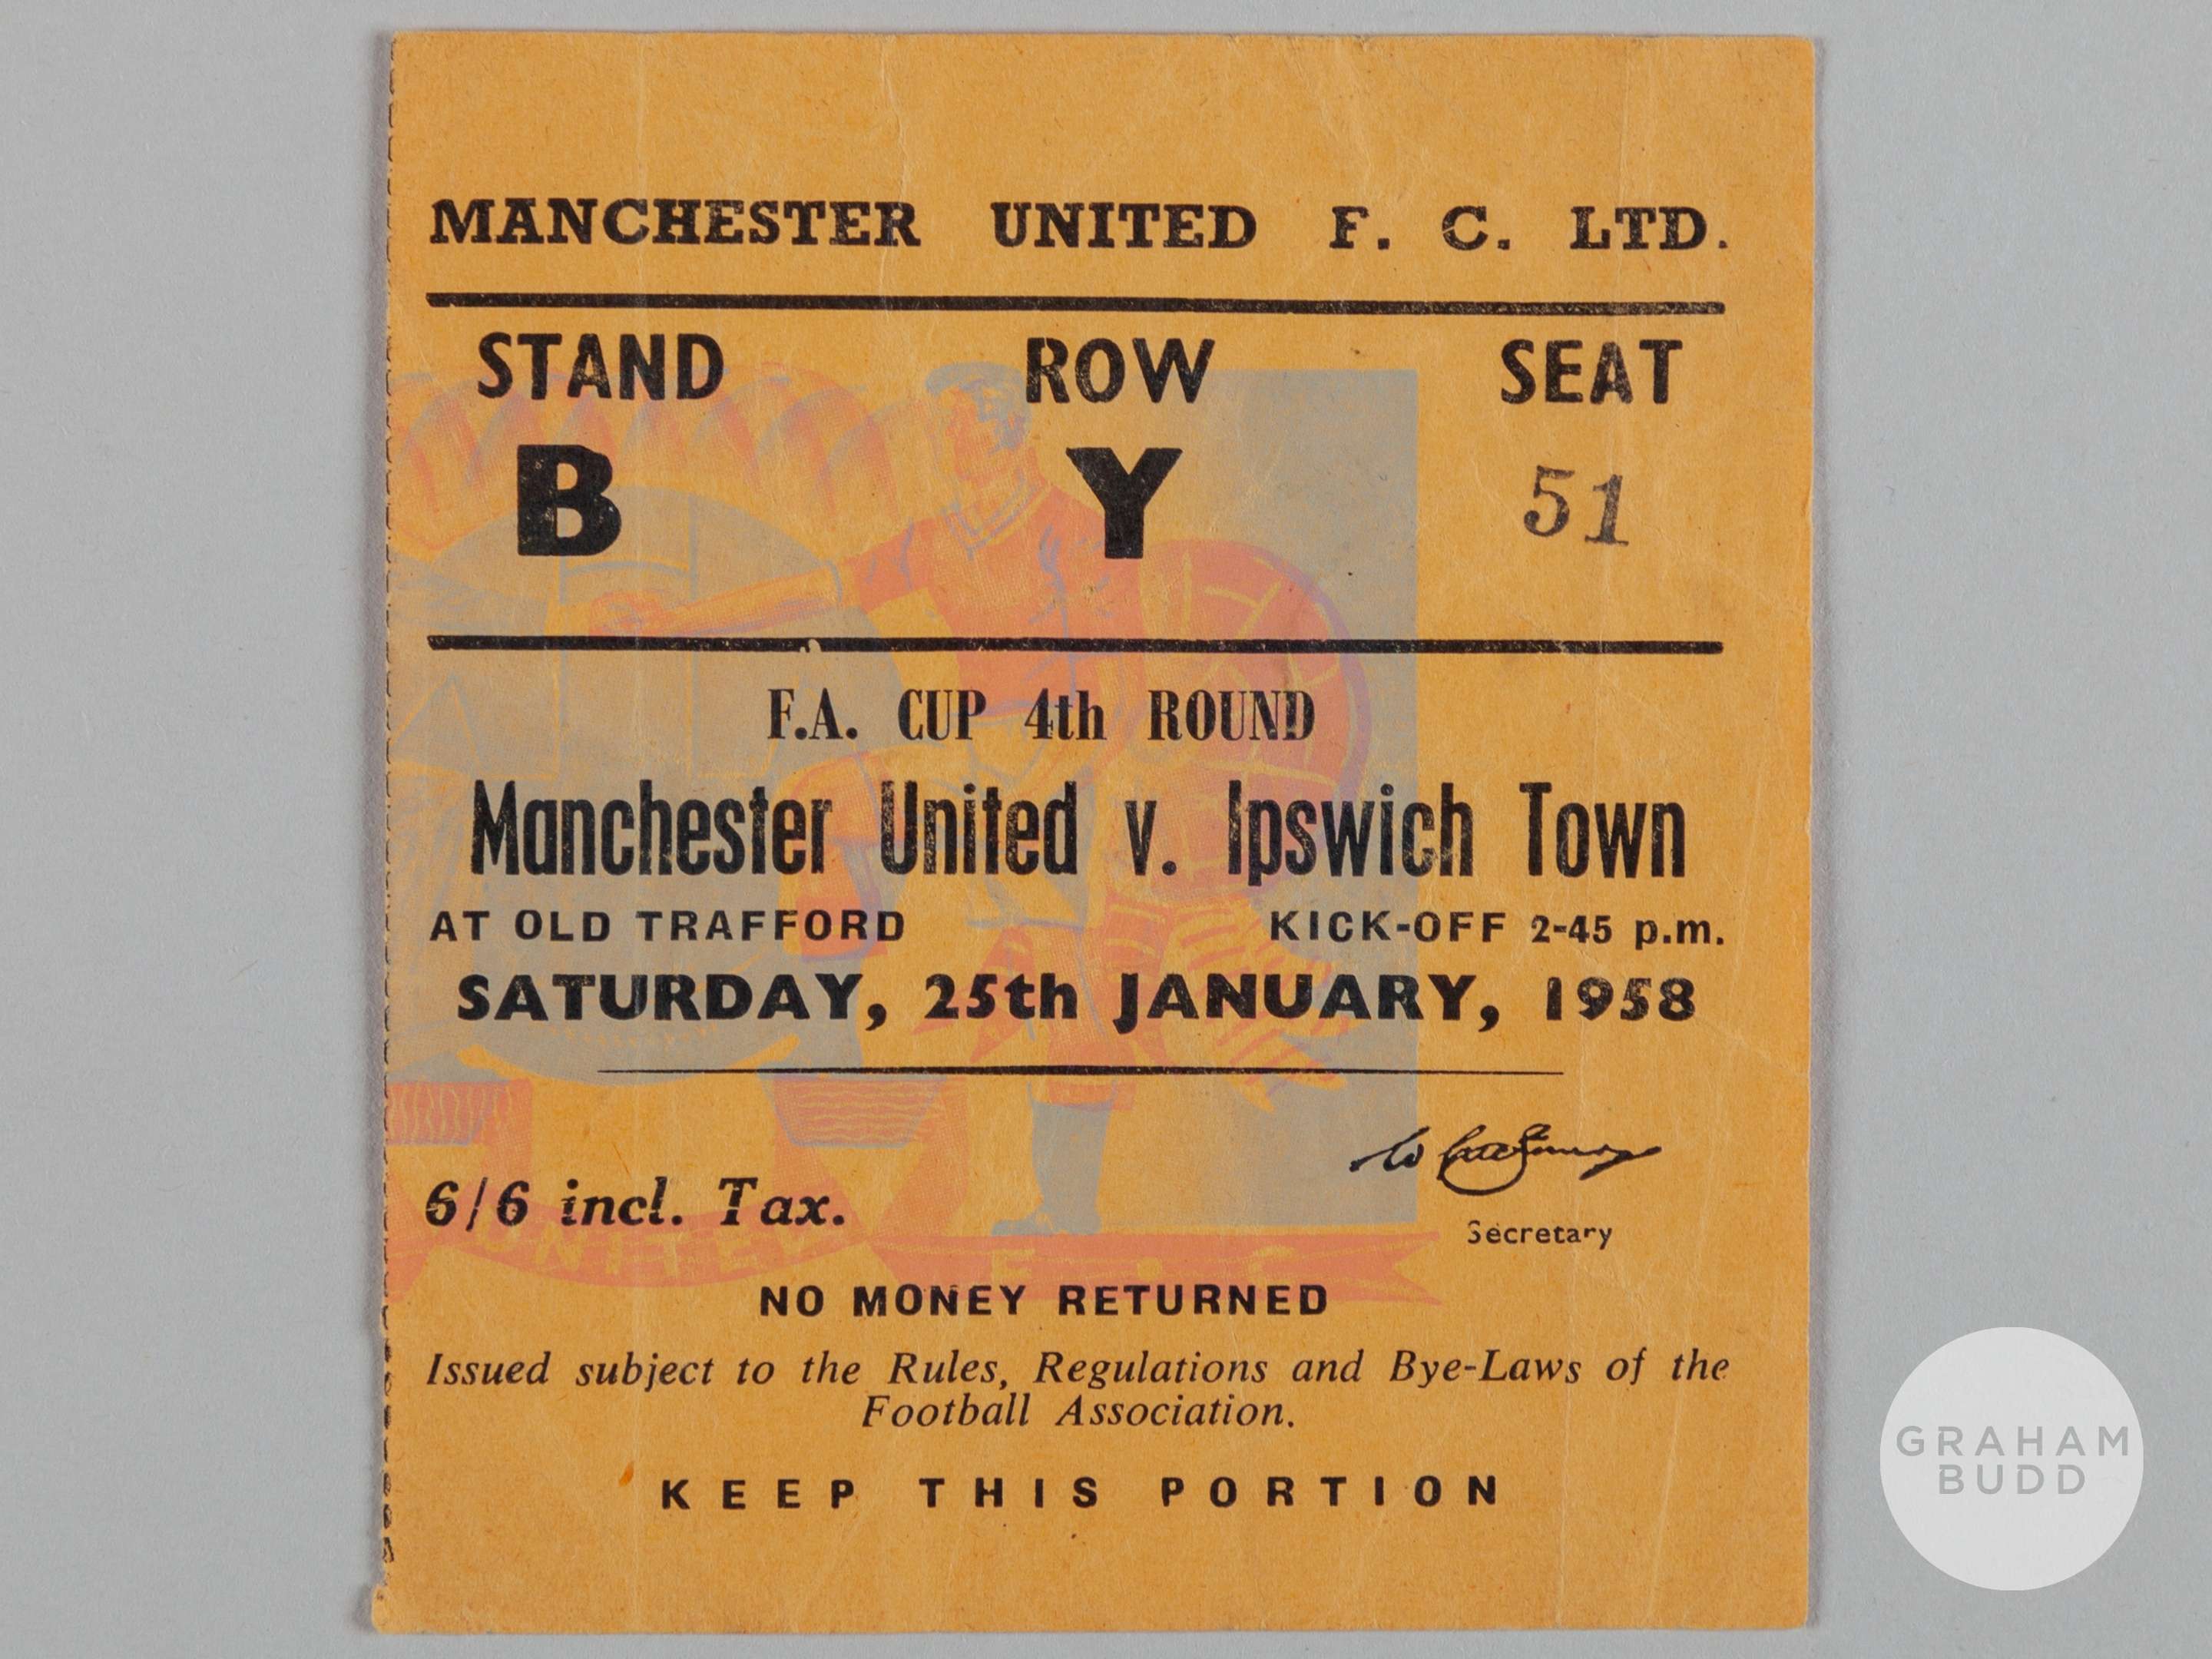 MANCHESTER UNITED F. C. LTD.
STAND ROW SEAT
B Y 51
F.A. CUP 4th ROUND
Manchester United v. Ipswich Town
AT OLD TRAFFORD KICK-OFF 2-45 p.m.
SATURDAY, 25th JANUARY, 1958
6/6 incl. Tax.
Secretary
UNITED F C
NO MONEY RETURNED
Issued subject to the Rules, Regulations and Bye-Laws of the
Football Association.
KEEP THIS PORTION
GRAHAM
BUDD